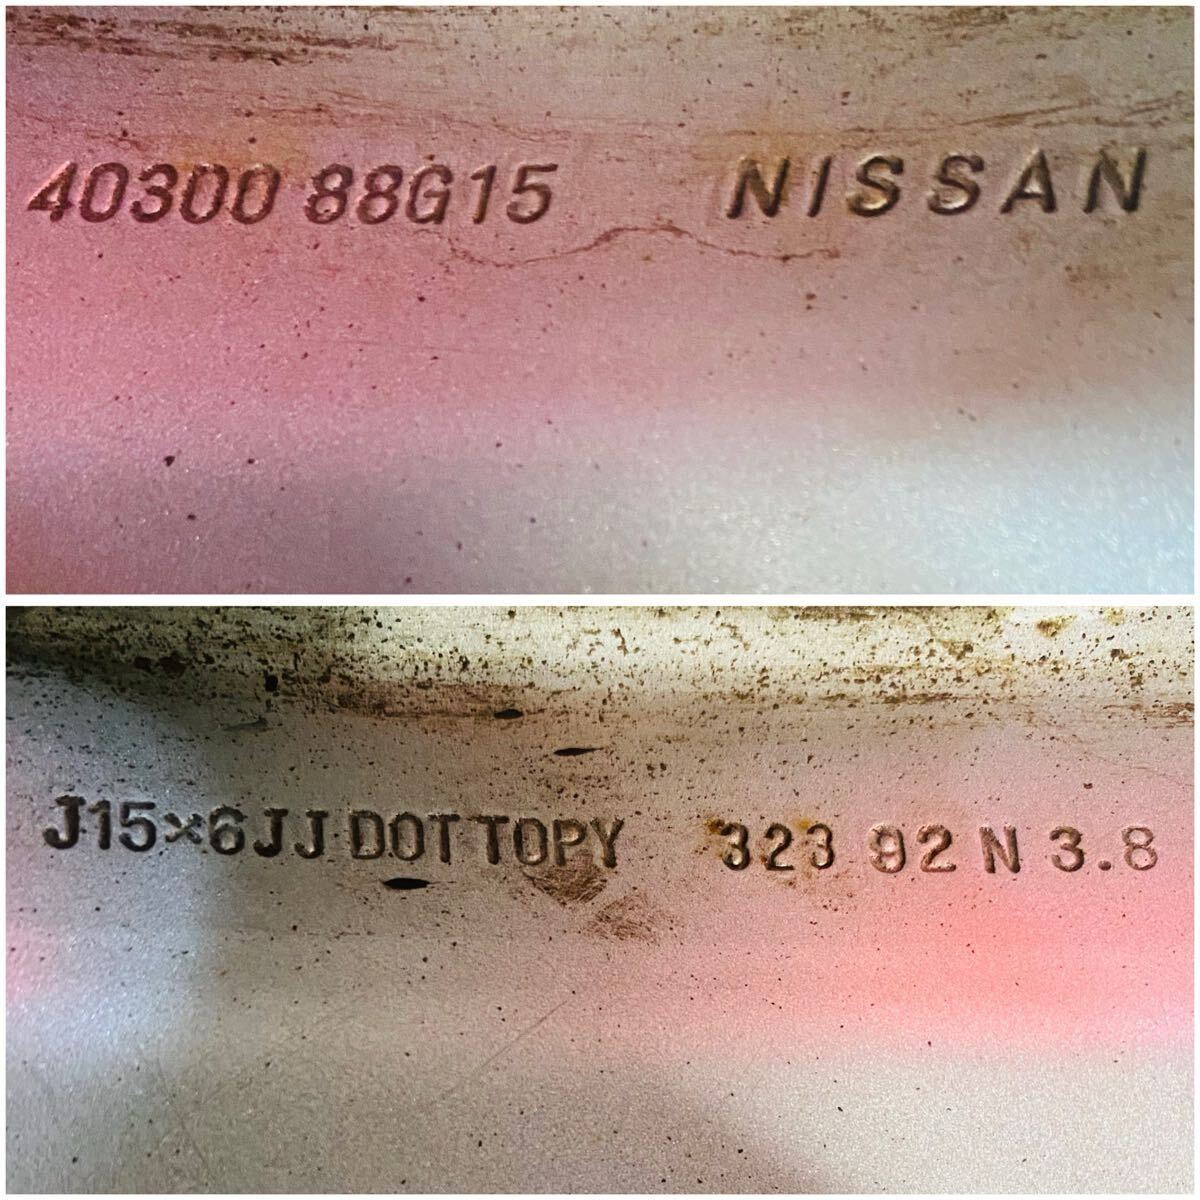 40300 88G15 NISSAN
J15×6JJ DOT TOPY 323 92 N 3.8